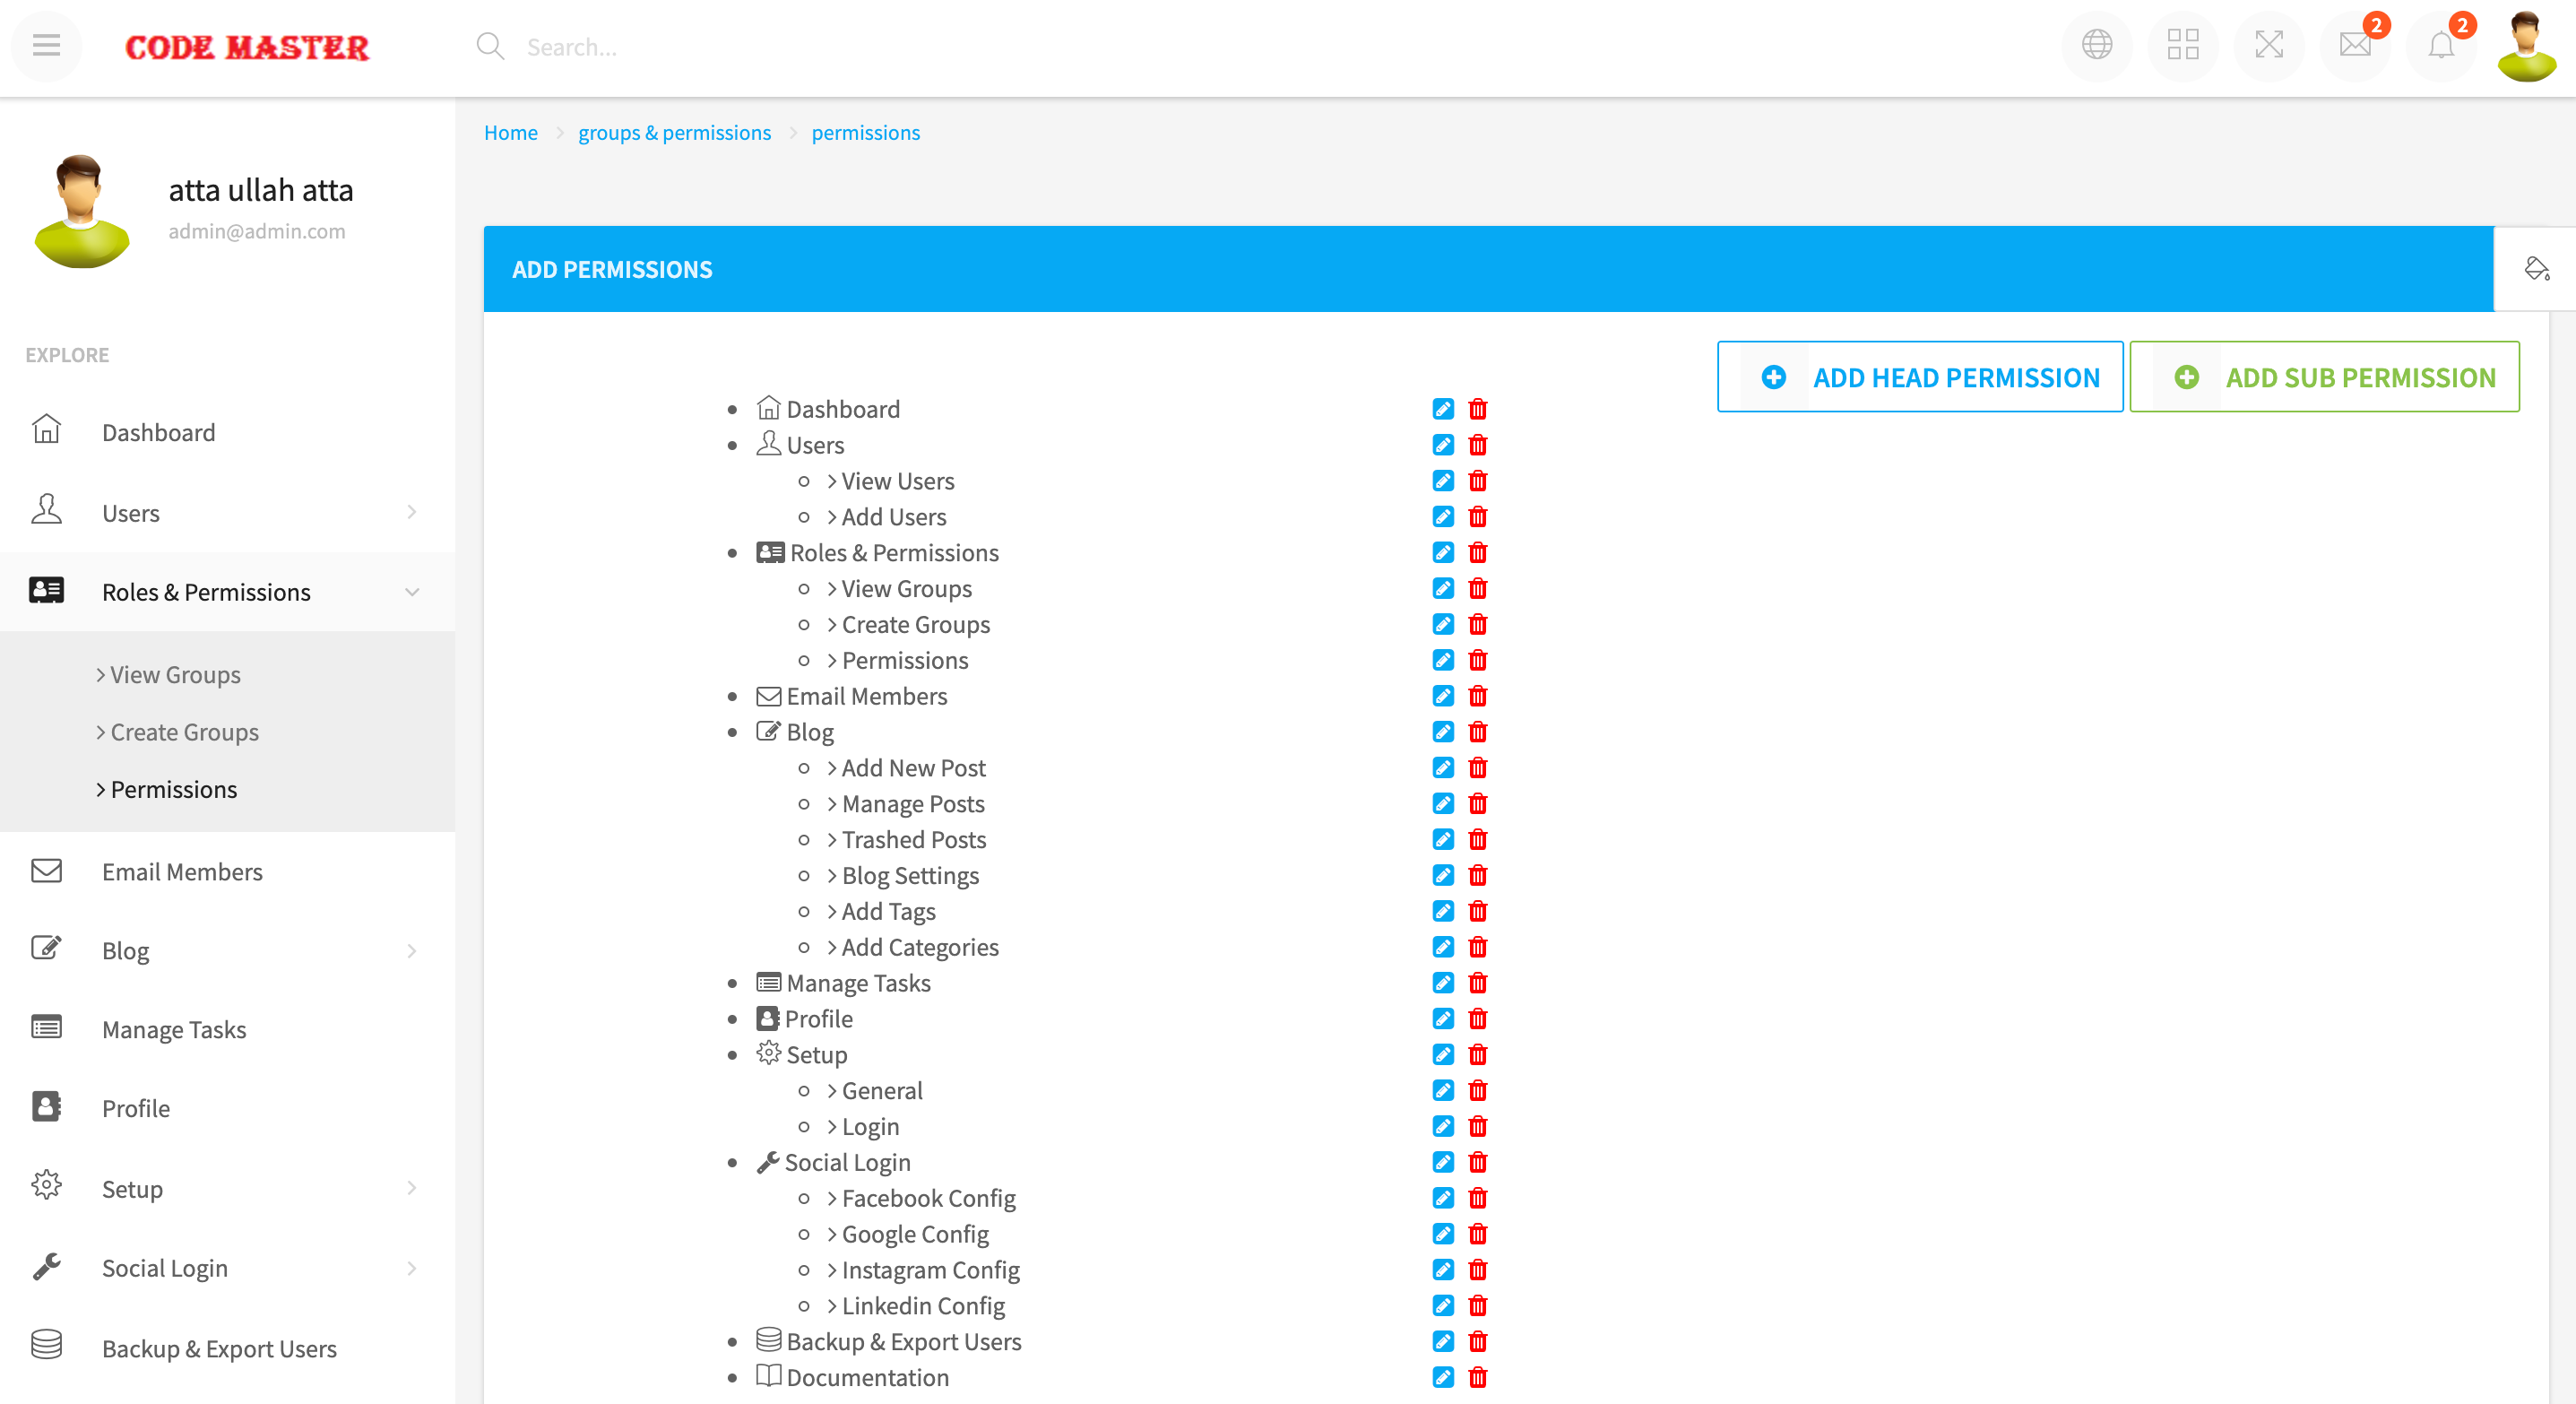 CODE MASTER
Search...
2
2
Home > groups & permissions > permissions
atta ullah atta
admin@admin.com
EXPLORE
Dashboard
Users
Roles & Permissions
> View Groups
> Create Groups
> Permissions
Email Members
Blog
Manage Tasks
Profile
Setup
Social Login
Backup & Export Users
ADD PERMISSIONS
ADD HEAD PERMISSION
ADD SUB PERMISSION
Dashboard
Users
> View Users
> Add Users
Roles & Permissions
> View Groups
> Create Groups
> Permissions
Email Members
Blog
> Add New Post
> Manage Posts
> Trashed Posts
> Blog Settings
> Add Tags
> Add Categories
Manage Tasks
Profile
Setup
> General
> Login
Social Login
> Facebook Config
> Google Config
> Instagram Config
> Linkedin Config
Backup & Export Users
Documentation